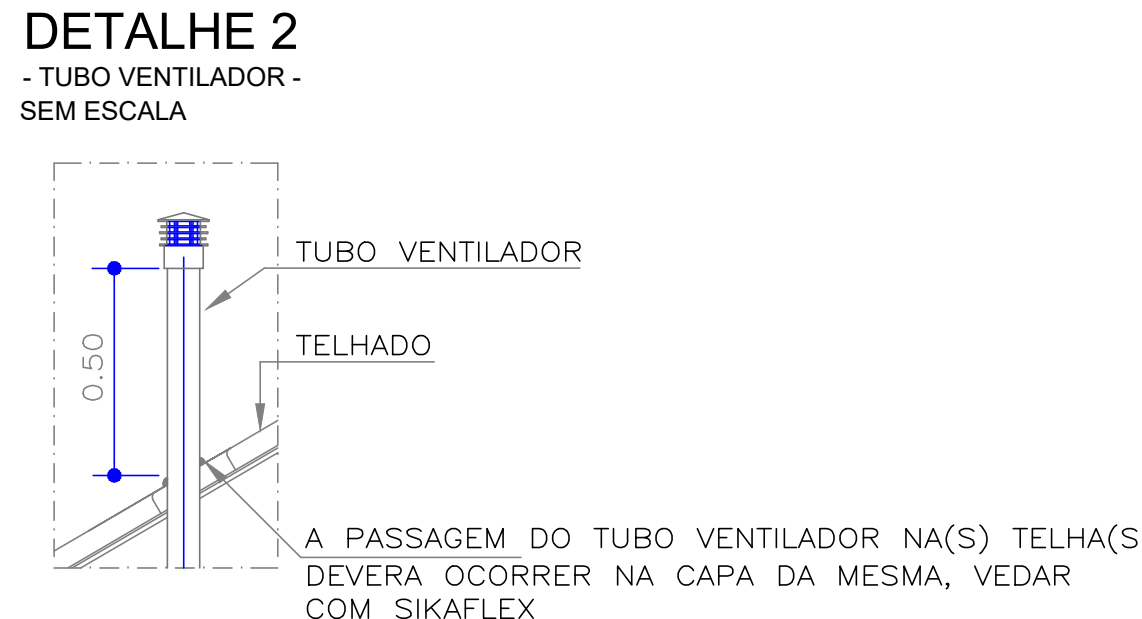 DETALHE 2
- TUBO VENTILADOR -
SEM ESCALA
TUBO VENTILADOR
TELHADO
0.50
A PASSAGEM DO TUBO VENTILADOR NA(S) TELHA(S
DEVERA OCORRER NA CAPA DA MESMA, VEDAR
COM SIKAFLEX